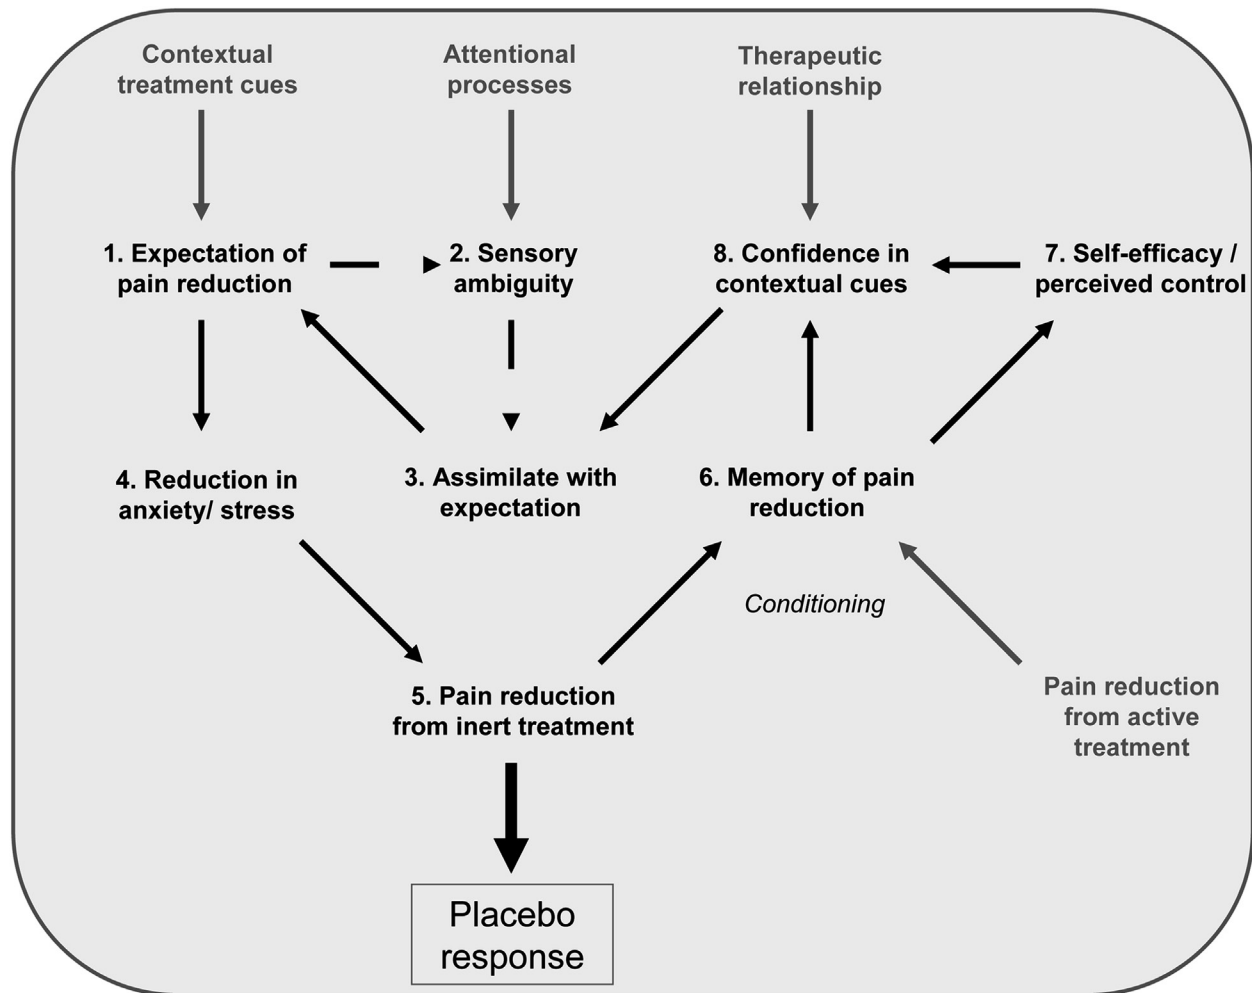 Contextual
treatment cues
Attentional
processes
Therapeutic
relationship
1. Expectation of
pain reduction
2. Sensory
ambiguity
8. Confidence in
contextual cues
7. Self-efficacy /
perceived control
4. Reduction in
anxiety/ stress
3. Assimilate with
expectation
6. Memory of pain
reduction
Conditioning
5. Pain reduction
from inert treatment
Pain reduction
from active
treatment
Placebo
response